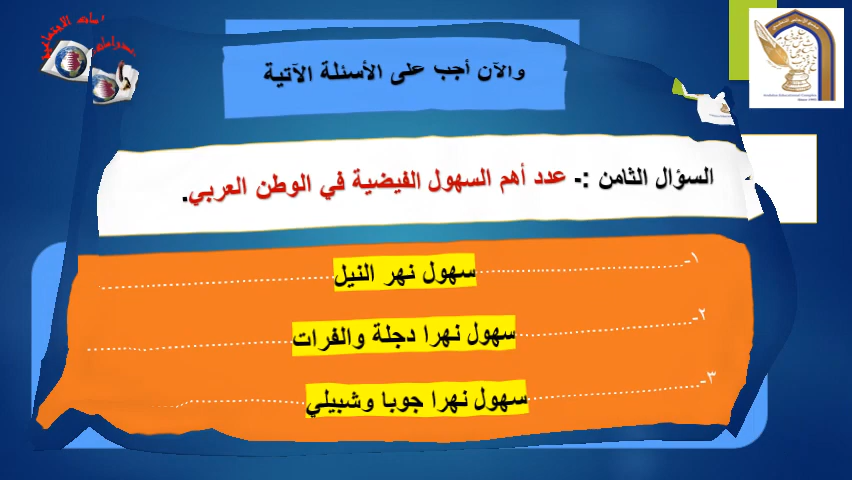 والآن أجب على الأسئلة الآتية
السؤال الثامن :- عدد أهم السهول الفيضية في الوطن العربي.
١- سهول نهر النيل
٢- سهول نهرا دجلة والفرات
٣- سهول نهرا جوبا وشبيلي